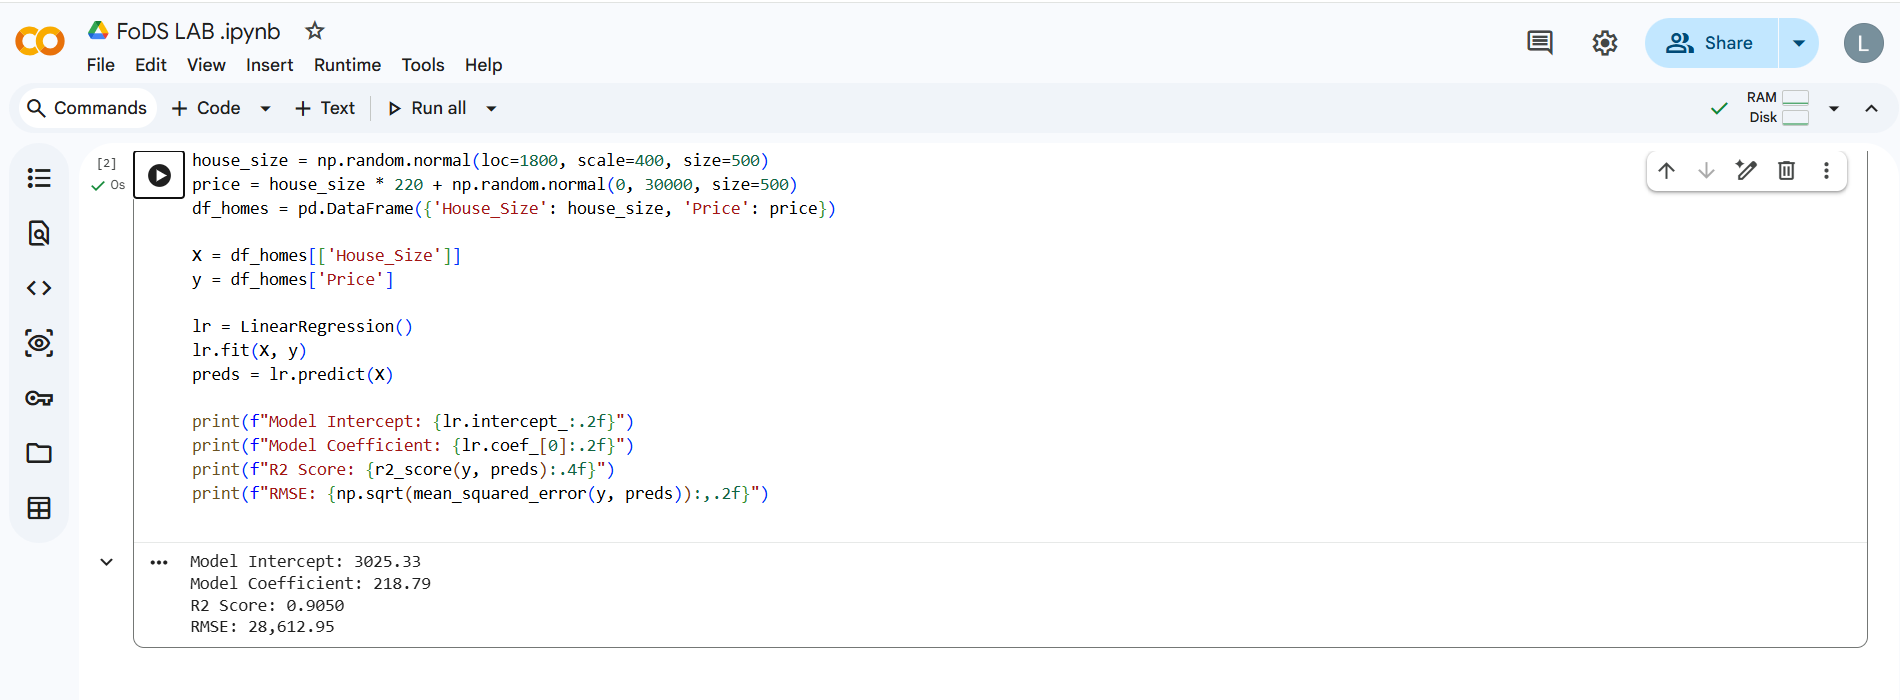 FoDS LAB .ipynb
File Edit View Insert Runtime Tools Help
Share
L
Commands + Code + Text Run all
RAM
Disk
[2]
0s
house_size = np.random.normal(loc=1800, scale=400, size=500)
price = house_size * 220 + np.random.normal(0, 30000, size=500)
df_homes = pd.DataFrame({'House_Size': house_size, 'Price': price})
X = df_homes[['House_Size']]
y = df_homes['Price']
lr = LinearRegression()
lr.fit(X, y)
preds = lr.predict(X)
print(f"Model Intercept: {lr.intercept_:.2f}")
print(f"Model Coefficient: {lr.coef_[0]:.2f}")
print(f"R2 Score: {r2_score(y, preds):.4f}")
print(f"RMSE: {np.sqrt(mean_squared_error(y, preds)):,.2f}")
Model Intercept: 3025.33
Model Coefficient: 218.79
R2 Score: 0.9050
RMSE: 28,612.95